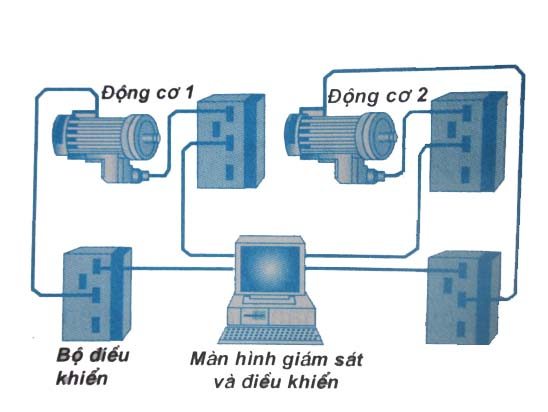 Động cơ 1
Động cơ 2
Bộ điều
khiển
Màn hình giám sát
và điều khiển